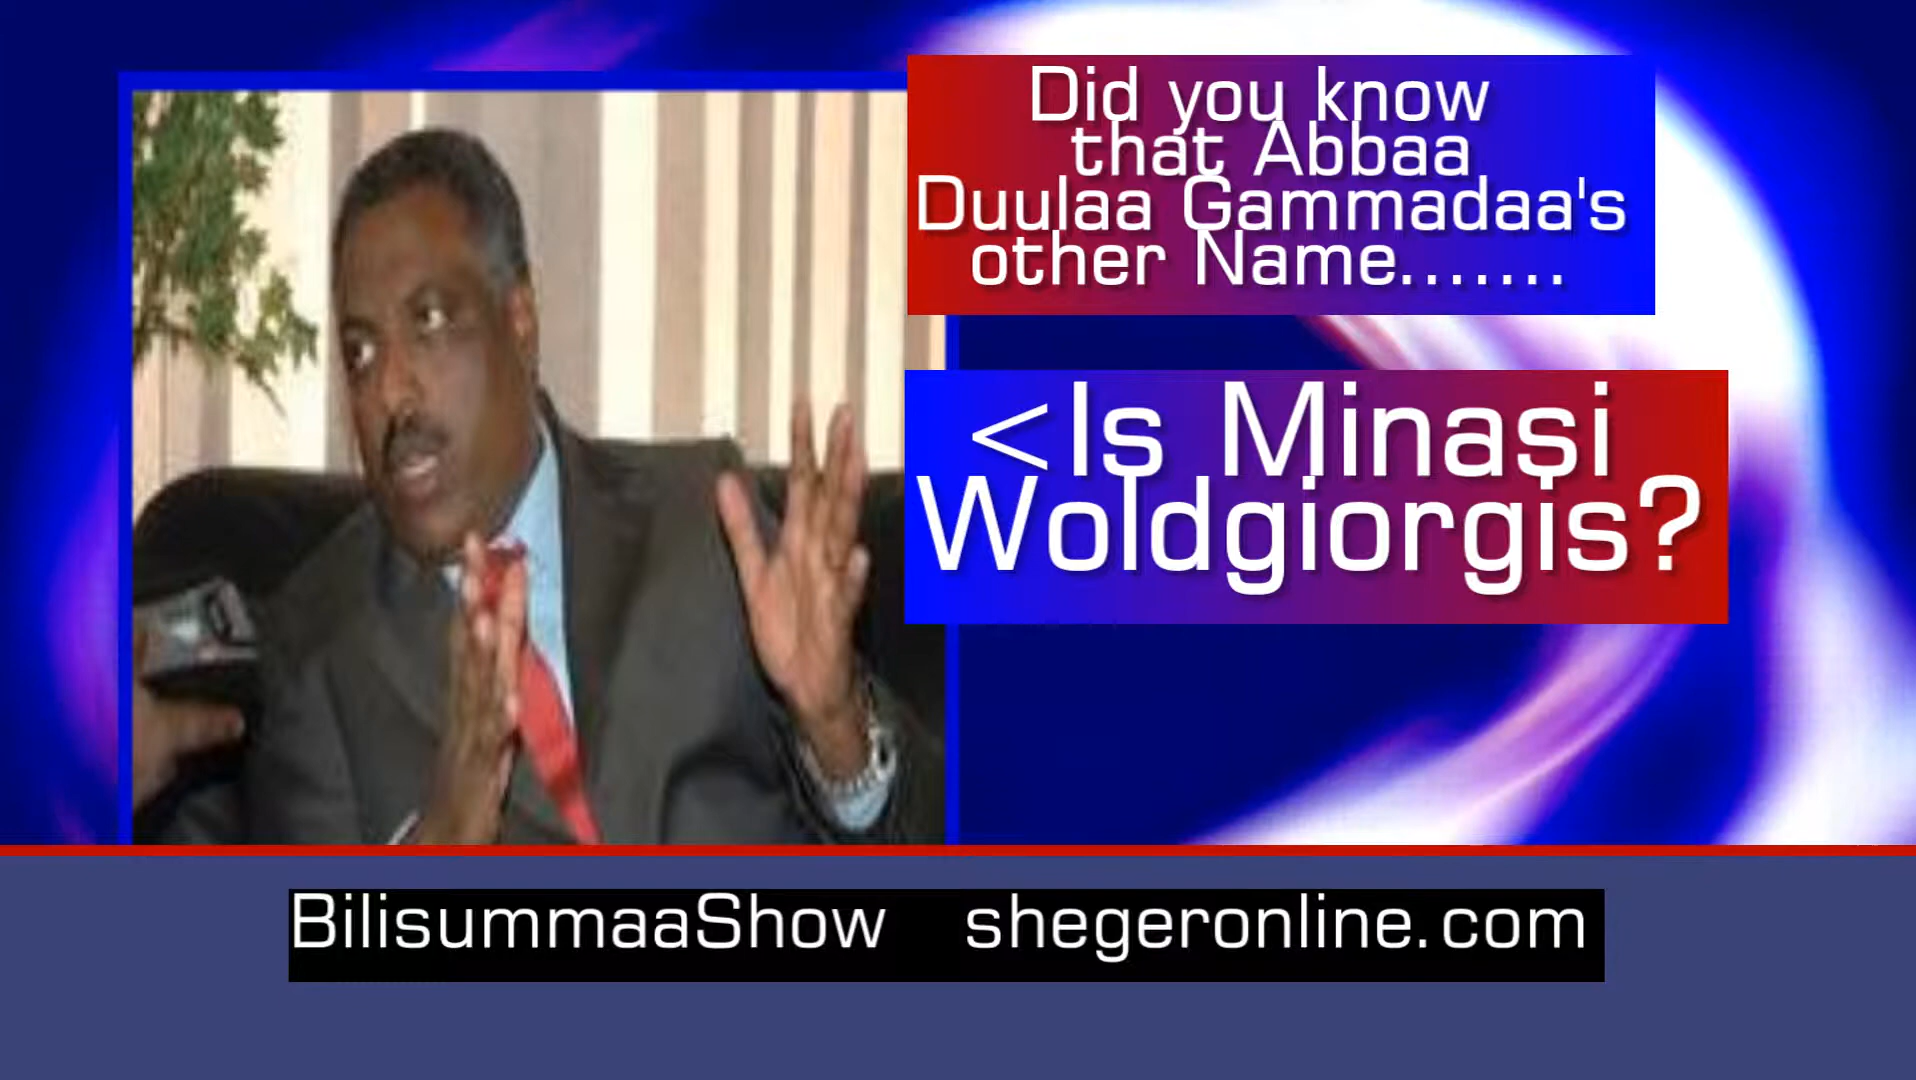 Did you know
that Abbaa
Duulaa Gammadaa's
other Name.......
<Is Minasi
Woldgiorgis?
BilisummaaShow shegeronline.com